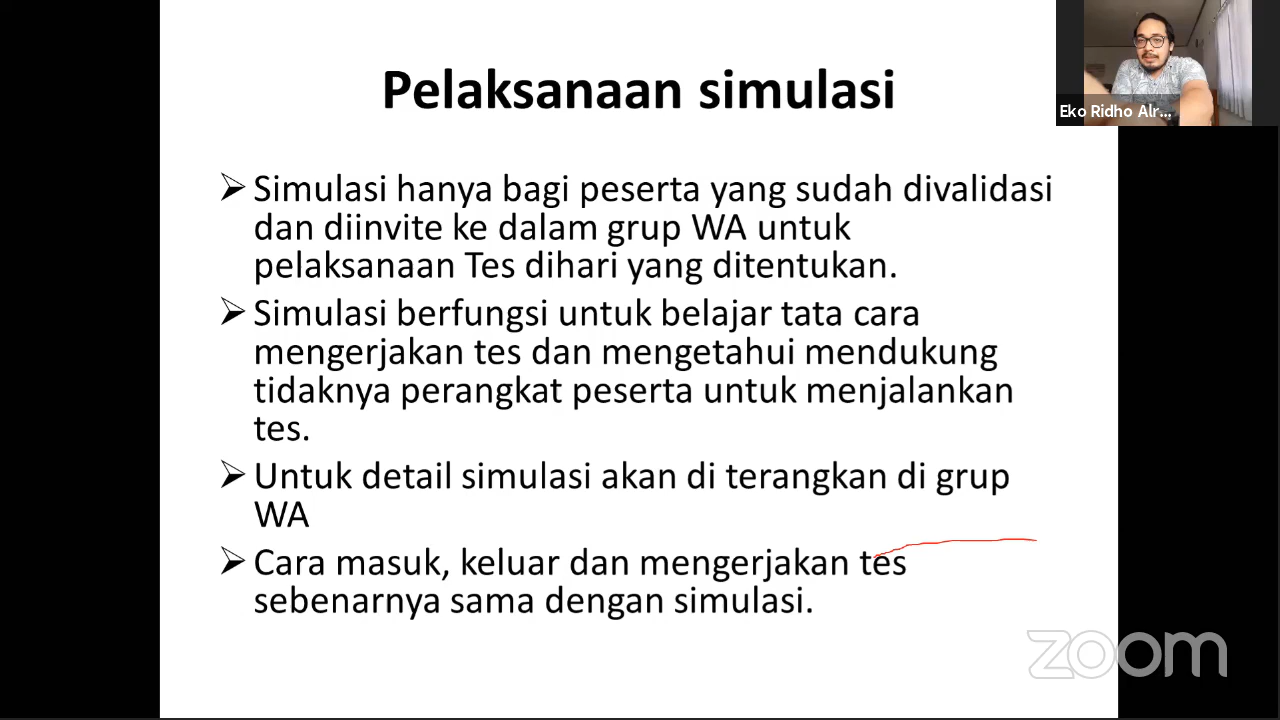 Pelaksanaan simulasi
Eko Ridho Alr...
➢ Simulasi hanya bagi peserta yang sudah divalidasi
dan diinvite ke dalam grup WA untuk
pelaksanaan Tes dihari yang ditentukan.
➢ Simulasi berfungsi untuk belajar tata cara
mengerjakan tes dan mengetahui mendukung
tidaknya perangkat peserta untuk menjalankan
tes.
➢ Untuk detail simulasi akan di terangkan di grup
WA
➢ Cara masuk, keluar dan mengerjakan tes
sebenarnya sama dengan simulasi.
zoom